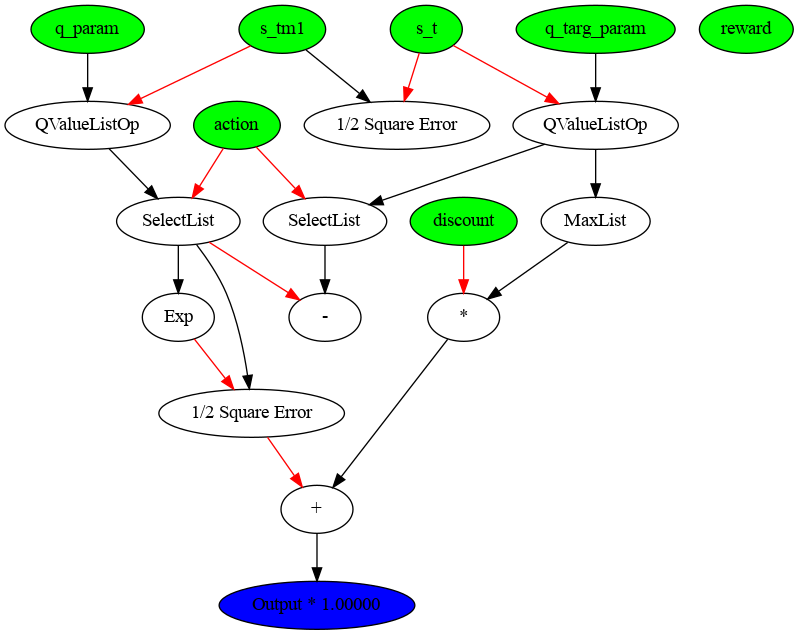 q_param
s_tm1
s_t
q_targ_param
reward
QValueListOp
action
1/2 Square Error
QValueListOp
SelectList
SelectList
discount
MaxList
Exp
-
*
1/2 Square Error
+
Output * 1.00000